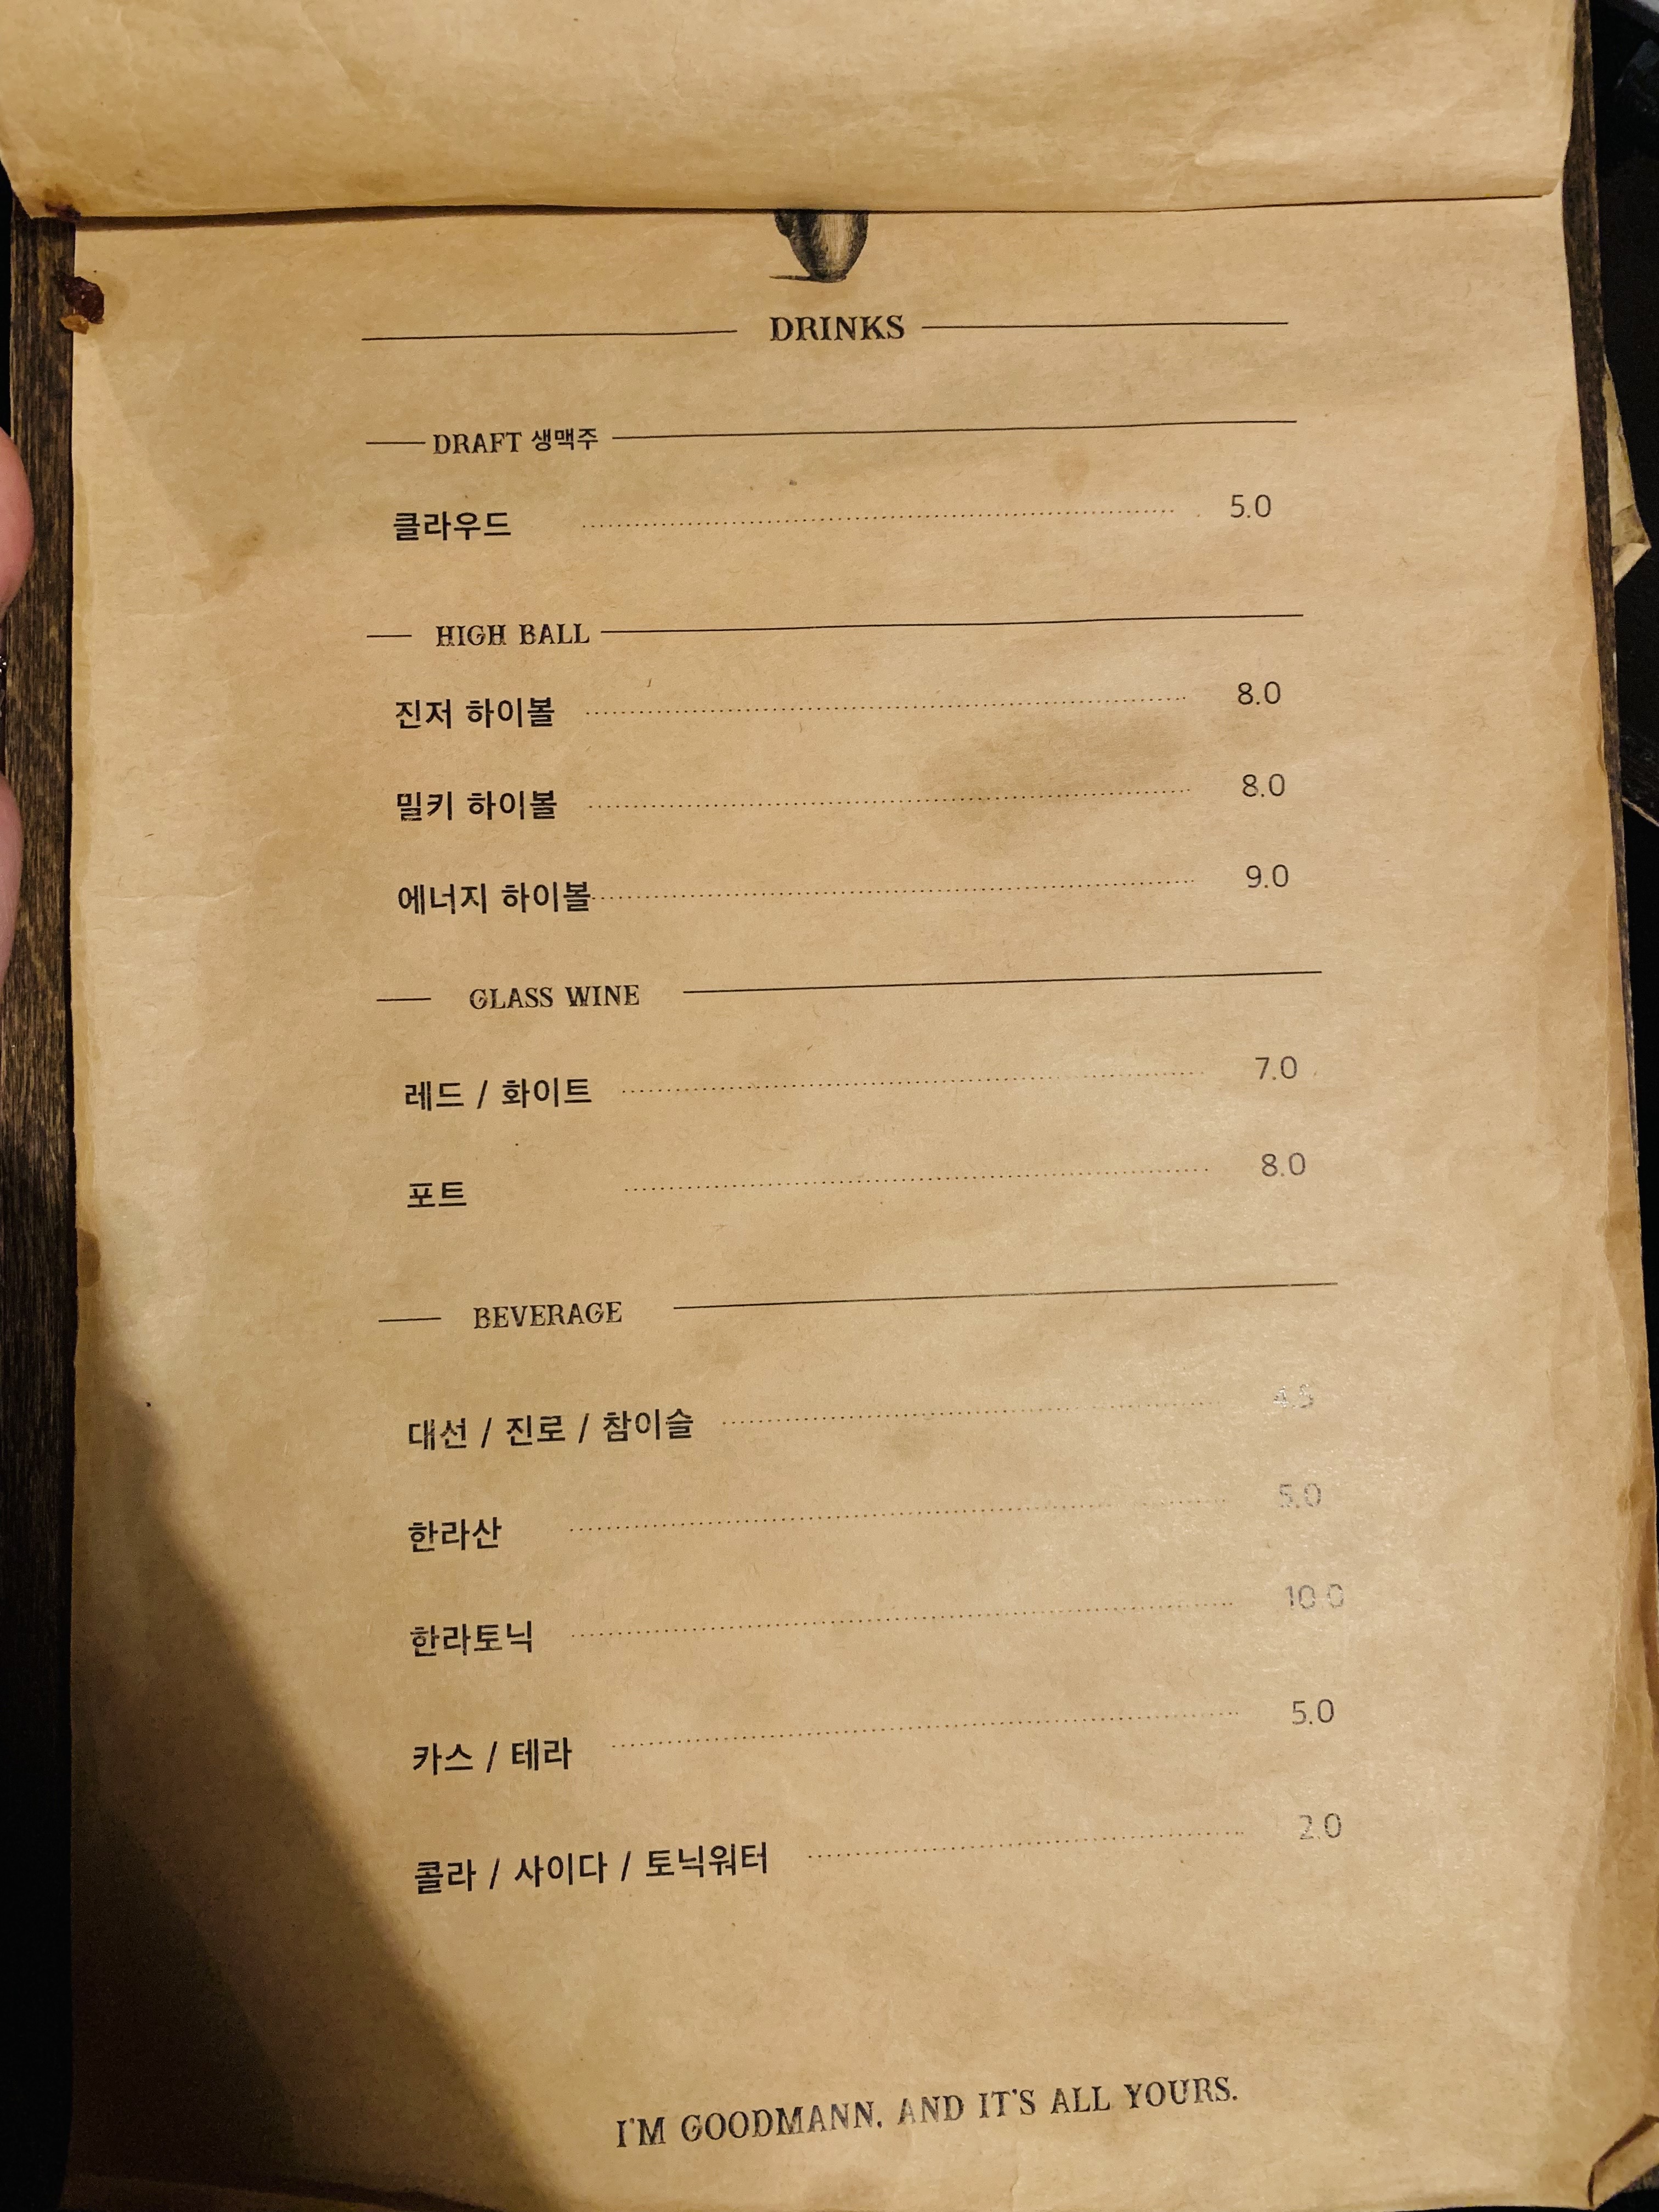 DRINKS
DRAFT 생맥주
클라우드 5.0
HIGH BALL
진저 하이볼 8.0
밀키 하이볼 8.0
에너지 하이볼 9.0
GLASS WINE
레드 / 화이트 7.0
포트 8.0
BEVERAGE
대선 / 진로 / 참이슬 4.5
한라산 5.0
한라토닉 10.0
카스 / 테라 5.0
콜라 / 사이다 / 토닉워터 2.0
I'M GOODMANN. AND IT'S ALL YOURS.